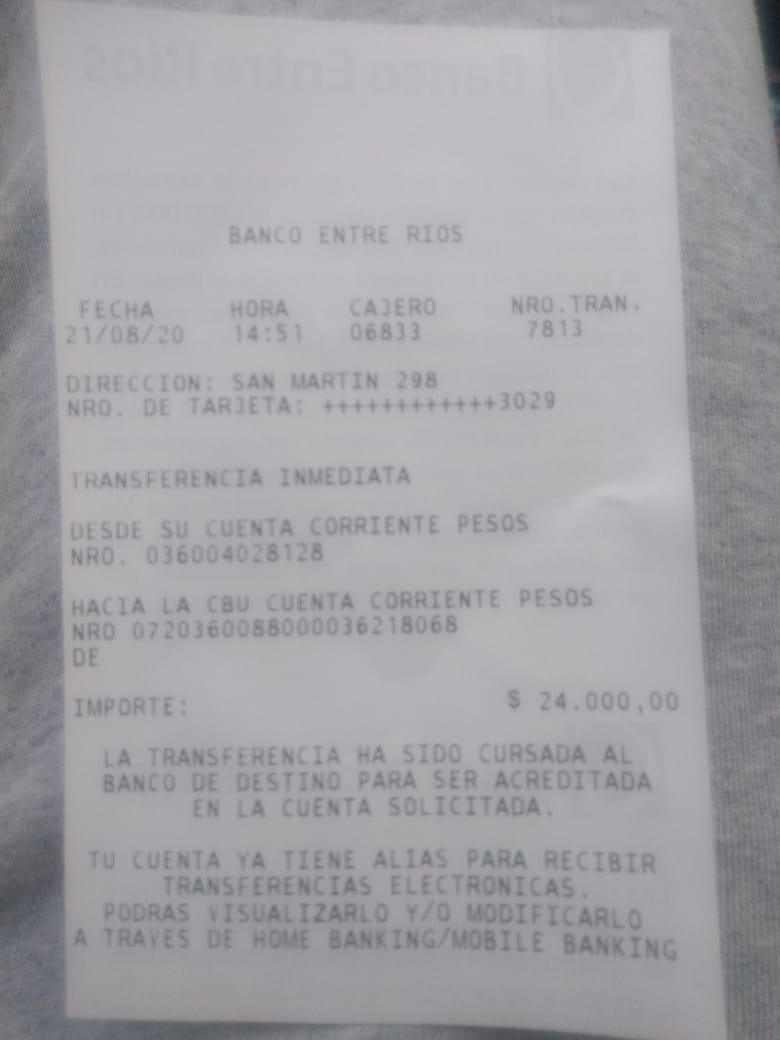 BANCO ENTRE RIOS
FECHA HORA CAJERO NRO.TRAN.
21/08/20 14:51 06833 7813
DIRECCION: SAN MARTIN 298
NRO. DE TARJETA: ++++++++++++3029
TRANSFERENCIA INMEDIATA
DESDE SU CUENTA CORRIENTE PESOS
NRO. 036004028128
HACIA LA CBU CUENTA CORRIENTE PESOS
NRO 0720360088000036218068
DE
IMPORTE: $ 24.000,00
LA TRANSFERENCIA HA SIDO CURSADA AL
BANCO DE DESTINO PARA SER ACREDITADA
EN LA CUENTA SOLICITADA.
TU CUENTA YA TIENE ALIAS PARA RECIBIR
TRANSFERENCIAS ELECTRONICAS.
PODRAS VISUALIZARLO Y/O MODIFICARLO
A TRAVES DE HOME BANKING/MOBILE BANKING